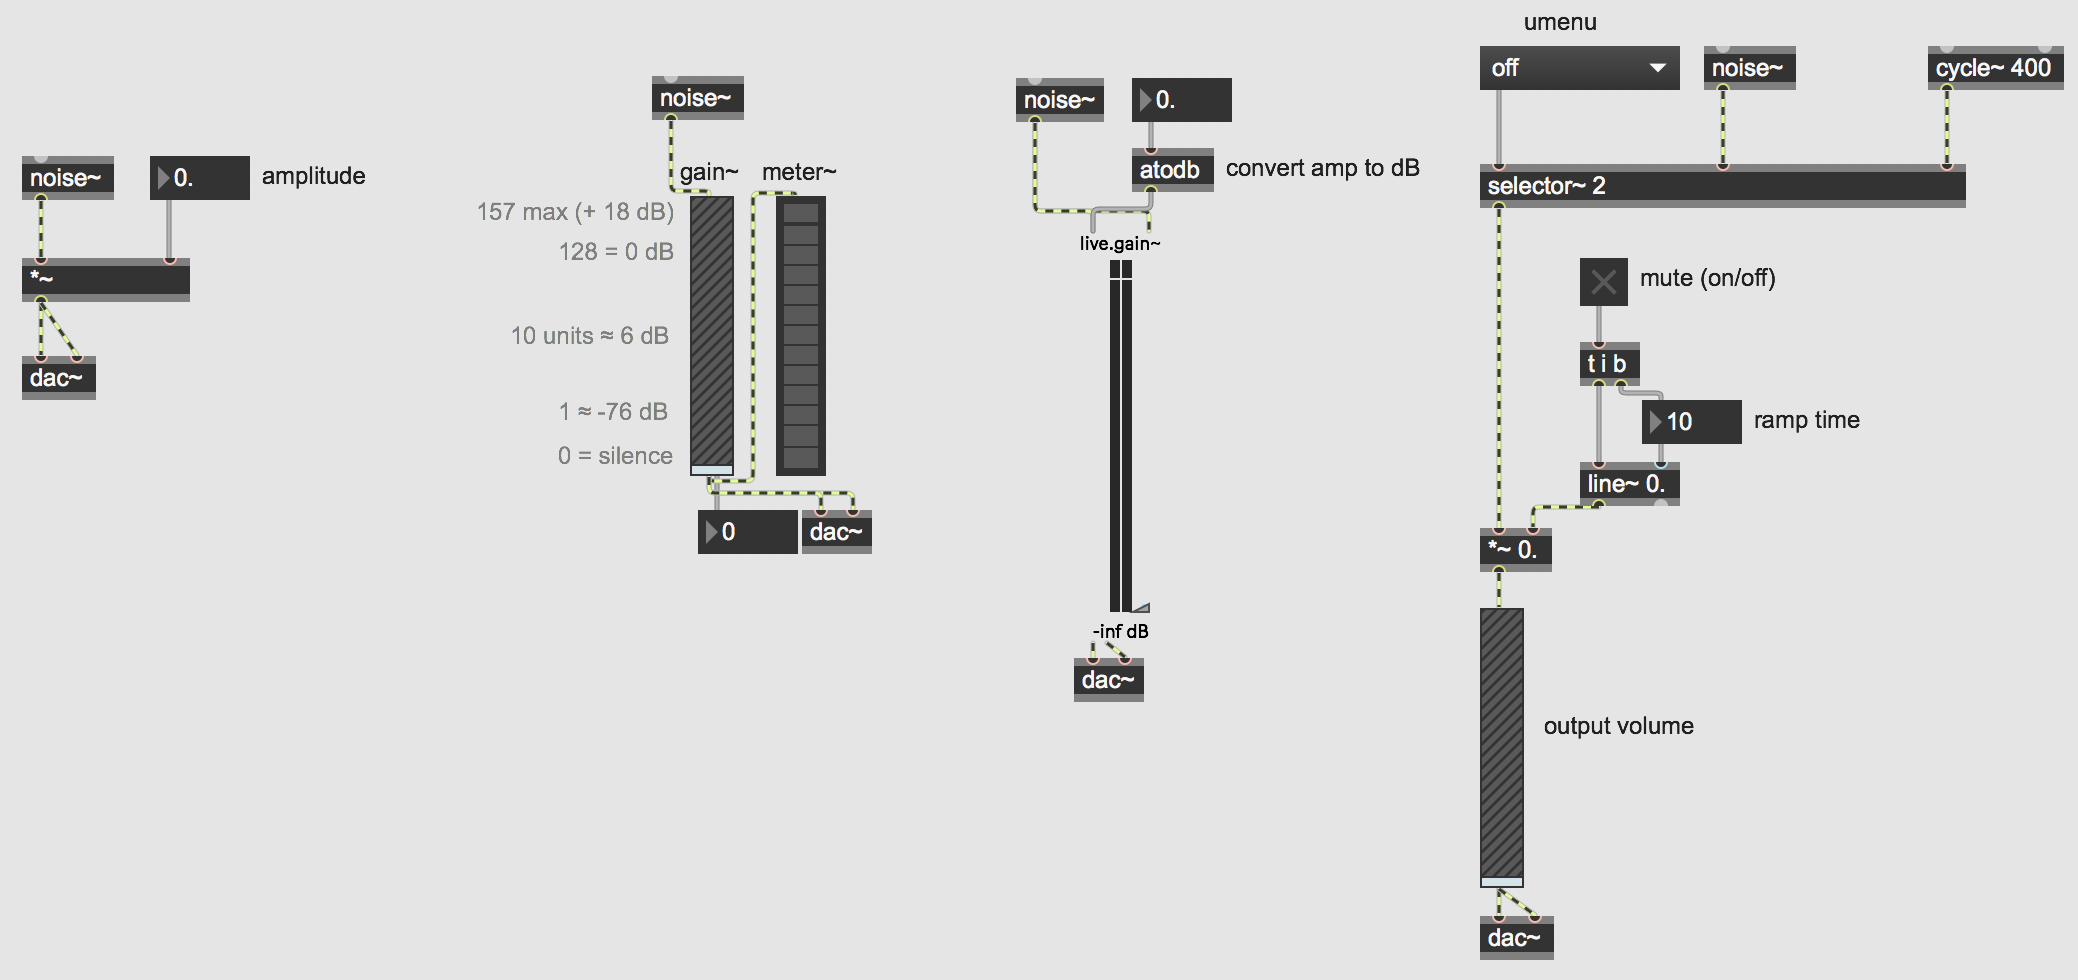 noise~
0.
amplitude
*~
dac~
noise~
gain~
meter~
157 max (+ 18 dB)
128 = 0 dB
10 units ≈ 6 dB
1 ≈ -76 dB
0 = silence
0
dac~
noise~
0.
atodb
convert amp to dB
live.gain~
-inf dB
dac~
umenu
off
noise~
cycle~ 400
selector~ 2
mute (on/off)
t i b
10
ramp time
line~ 0.
*~ 0.
output volume
dac~